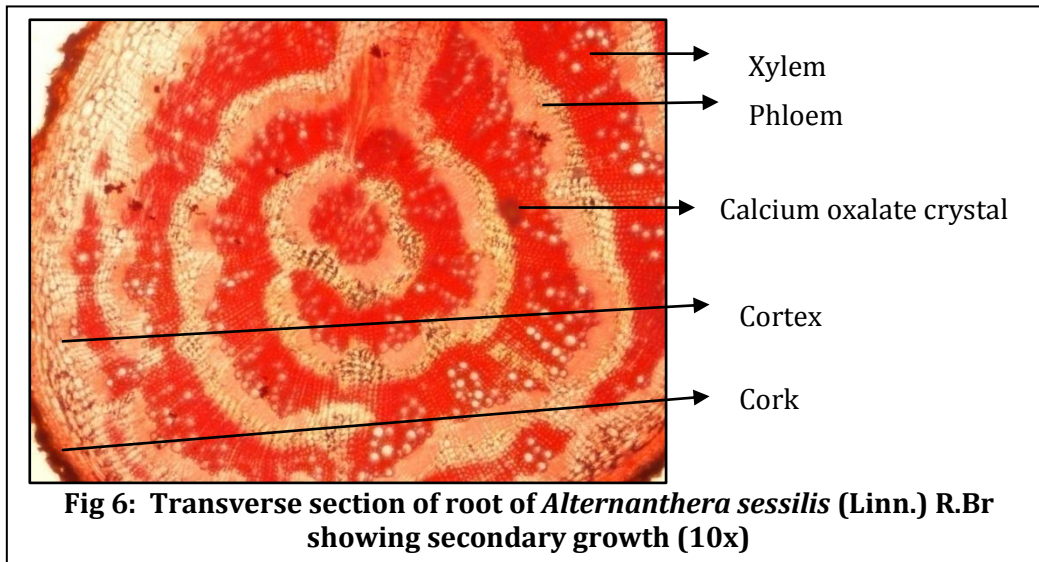 Xylem
Phloem
Calcium oxalate crystal
Cortex
Cork
Fig 6:  Transverse section of root of Alternanthera sessilis (Linn.) R.Br
showing secondary growth (10x)